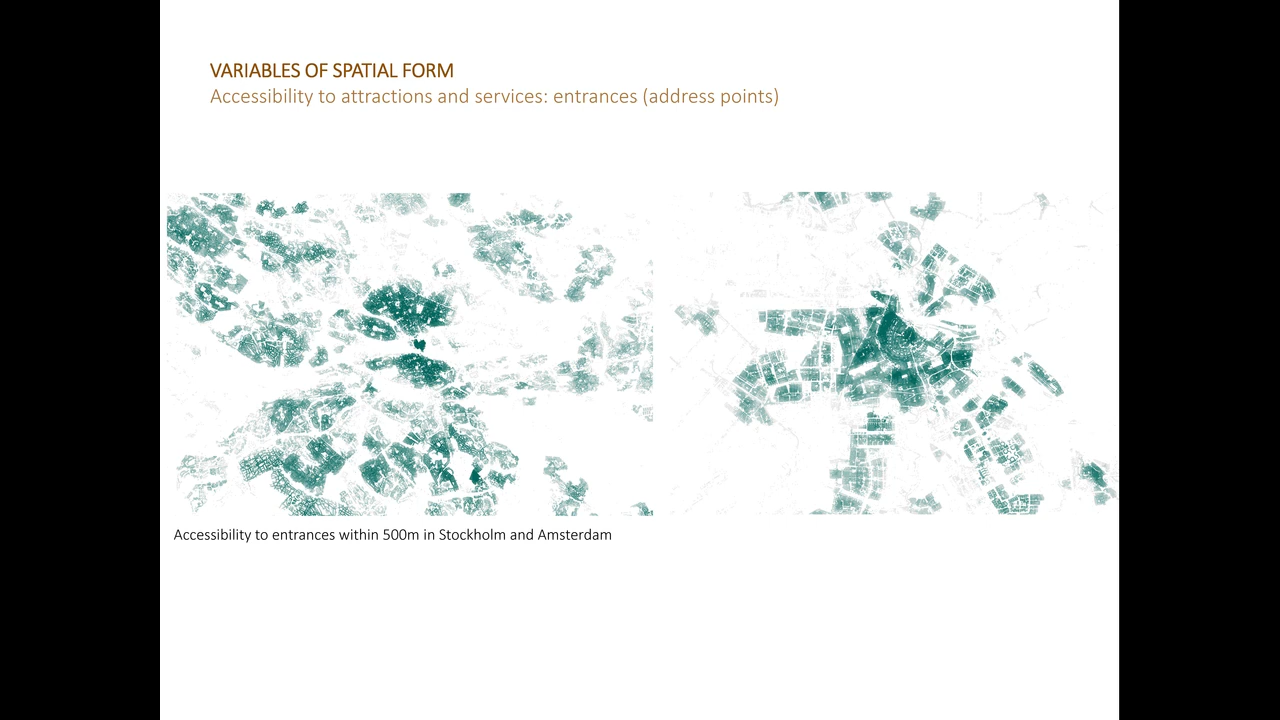 VARIABLES OF SPATIAL FORM
Accessibility to attractions and services: entrances (address points)
Accessibility to entrances within 500m in Stockholm and Amsterdam